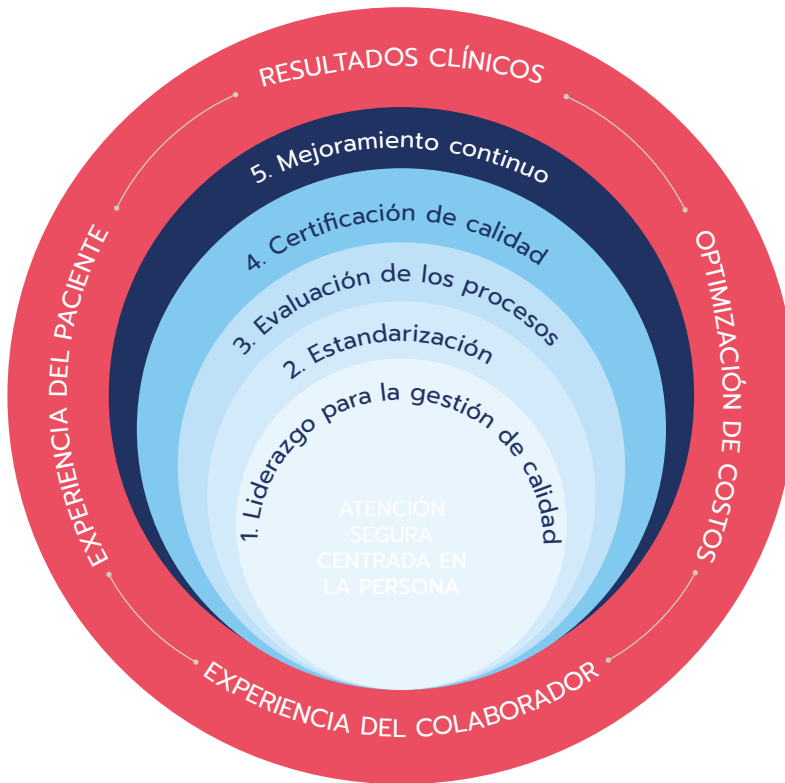 RESULTADOS CLÍNICOS
EXPERIENCIA DEL PACIENTE
OPTIMIZACIÓN DE COSTOS
5. Mejoramiento continuo
4. Certificación de calidad
3. Evaluación de los procesos
2. Estandarización
1. Liderazgo para la gestión de calidad
ATENCIÓN
SEGURA
CENTRADA EN
LA PERSONA
EXPERIENCIA DEL COLABORADOR